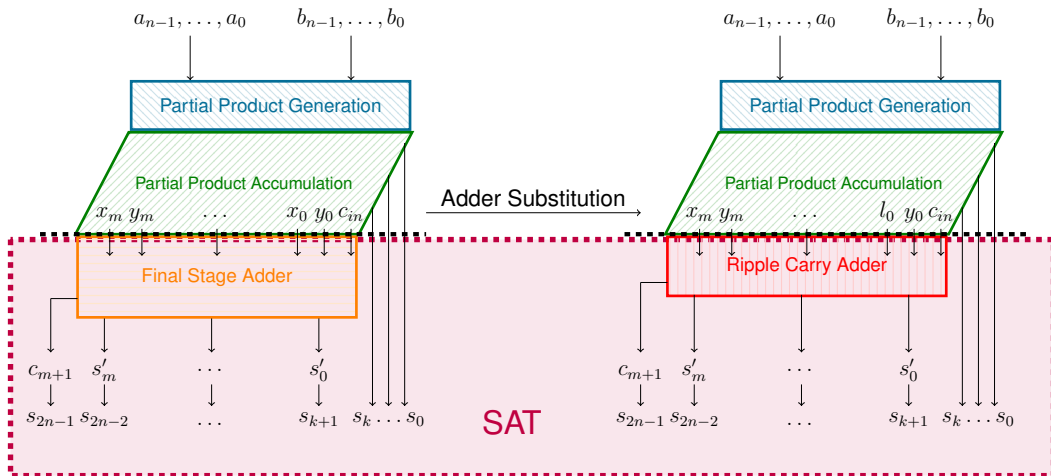 a_{n-1}, ..., a_0
b_{n-1}, ..., b_0
Partial Product Generation
Partial Product Accumulation
x_m y_m ... x_0 y_0 c_{in}
Final Stage Adder
c_{m+1} s'_m ... s'_0
s_{2n-1} s_{2n-2} ... s_{k+1} s_k ... s_0
Adder Substitution
a_{n-1}, ..., a_0
b_{n-1}, ..., b_0
Partial Product Generation
Partial Product Accumulation
x_m y_m ... l_0 y_0 c_{in}
Ripple Carry Adder
c_{m+1} s'_m ... s'_0
s_{2n-1} s_{2n-2} ... s_{k+1} s_k ... s_0
SAT